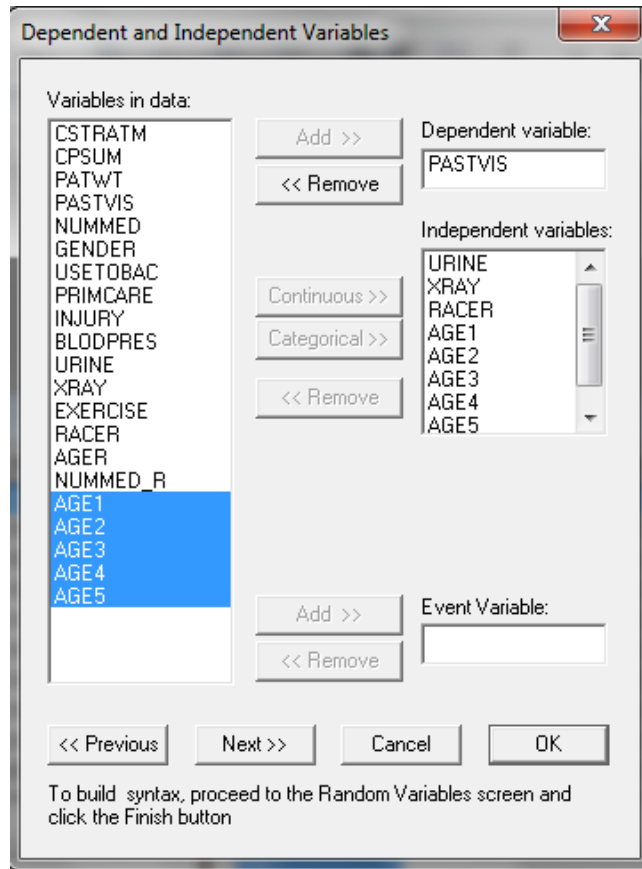 Dependent and Independent Variables
Variables in data:
CSTRATM
CPSUM
PATWT
PASTVIS
NUMMED
GENDER
USETOBAC
PRIMCARE
INJURY
BLODPRES
URINE
XRAY
EXERCISE
RACER
AGER
NUMMED_R
AGE1
AGE2
AGE3
AGE4
AGE5
Add >>
<< Remove
Dependent variable:
PASTVIS
Continuous >>
Categorical >>
<< Remove
Independent variables:
URINE
XRAY
RACER
AGE1
AGE2
AGE3
AGE4
AGE5
Add >>
<< Remove
Event Variable:
<< Previous
Next >>
Cancel
OK
To build syntax, proceed to the Random Variables screen and
click the Finish button